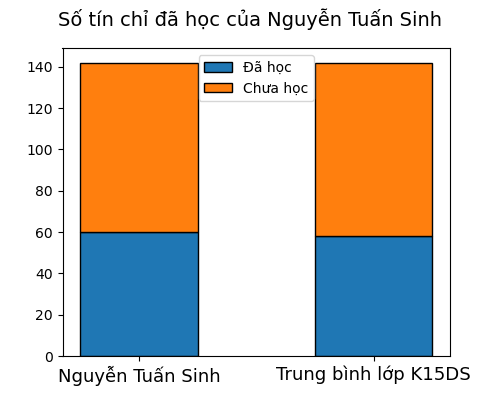 Số tín chỉ đã học của Nguyễn Tuấn Sinh
140
120
100
80
60
40
20
0
Đã học
Chưa học
Nguyễn Tuấn Sinh
Trung bình lớp K15DS